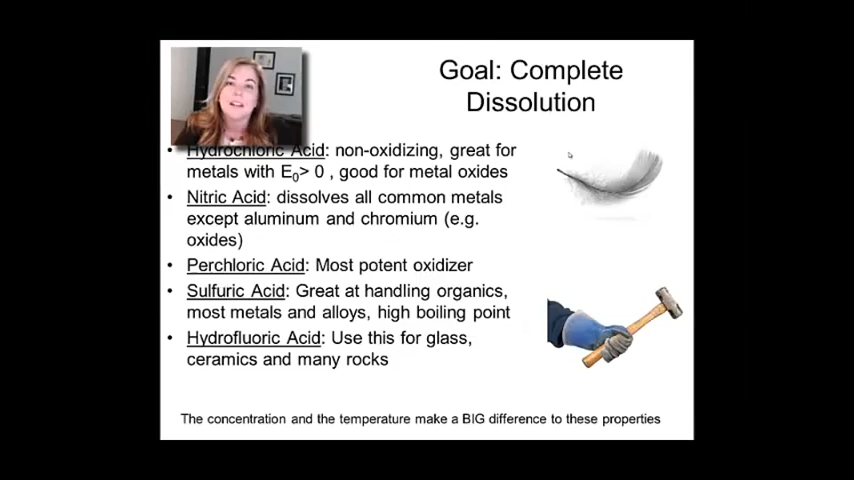 Goal: Complete
Dissolution
• Hydrochloric Acid: non-oxidizing, great for
metals with E0> 0 , good for metal oxides
• Nitric Acid: dissolves all common metals
except aluminum and chromium (e.g.
oxides)
• Perchloric Acid: Most potent oxidizer
• Sulfuric Acid: Great at handling organics,
most metals and alloys, high boiling point
• Hydrofluoric Acid: Use this for glass,
ceramics and many rocks
The concentration and the temperature make a BIG difference to these properties